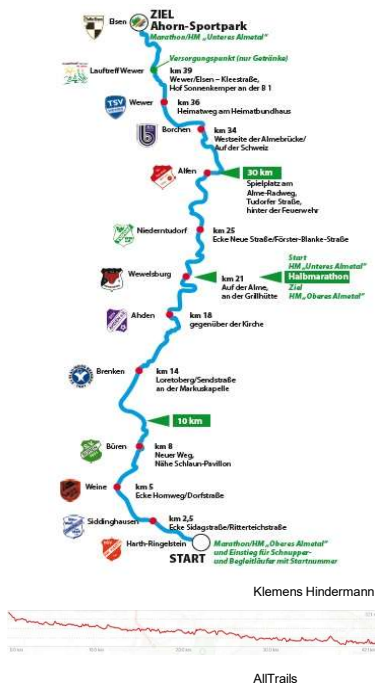 Elsen
ZIEL
Ahorn-Sportpark
Marathon/HM „Unteres Almetal"
Versorgungspunkt (nur Getränke)
Lauftreff Wewer
km 39
Wewer/Elsen – Kleestraße,
Hof Sonnenkemper an der B 1
Wewer
km 36
Heimatweg am Heimatbundhaus
Borchen
km 34
Westseite der Almebrücke/
Auf der Schweiz
Alfen
30 km
Spielplatz am
Alme-Radweg,
Tudorfer Straße,
hinter der Feuerwehr
Niederntudorf
km 25
Ecke Neue Straße/Förster-Blanke-Straße
Start
HM „Unteres Almetal"
Wewelsburg
km 21
Auf der Alme,
an der Grillhütte
Halbmarathon
Ziel
HM „Oberes Almetal"
Ahden
km 18
gegenüber der Kirche
Brenken
km 14
Loretoberg/Sendstraße
an der Markuskapelle
10 km
Büren
km 8
Neuer Weg,
Nähe Schlaun-Pavillon
Weine
km 5
Ecke Hornweg/Dorfstraße
Siddinghausen
km 2,5
Ecke Sidagstraße/Ritterteichstraße
Harth-Ringelstein
START
Marathon/HM „Oberes Almetal"
und Einstieg für Schnupper-
und Begleitläufer mit Startnummer
Klemens Hindermann
AllTrails